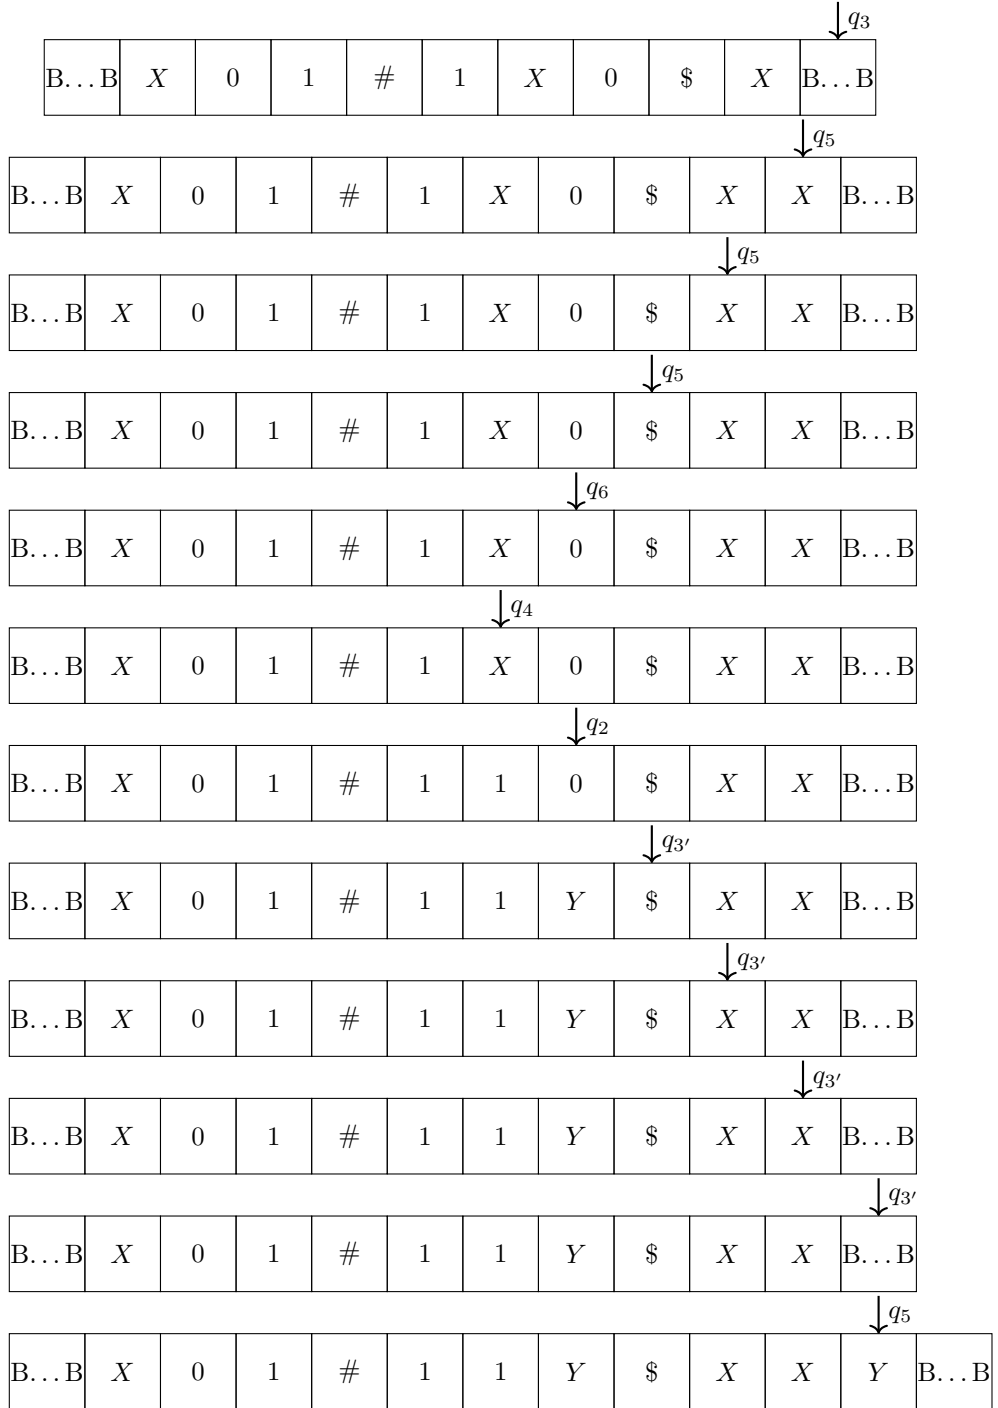 q₃
B…B X 0 1 # 1 X 0 $ X B…B
q₅
B…B X 0 1 # 1 X 0 $ X X B…B
q₅
B…B X 0 1 # 1 X 0 $ X X B…B
q₅
B…B X 0 1 # 1 X 0 $ X X B…B
q₆
B…B X 0 1 # 1 X 0 $ X X B…B
q₄
B…B X 0 1 # 1 X 0 $ X X B…B
q₂
B…B X 0 1 # 1 1 0 $ X X B…B
q₃′
B…B X 0 1 # 1 1 Y $ X X B…B
q₃′
B…B X 0 1 # 1 1 Y $ X X B…B
q₃′
B…B X 0 1 # 1 1 Y $ X X B…B
q₃′
B…B X 0 1 # 1 1 Y $ X X B…B
q₅
B…B X 0 1 # 1 1 Y $ X X Y B…B